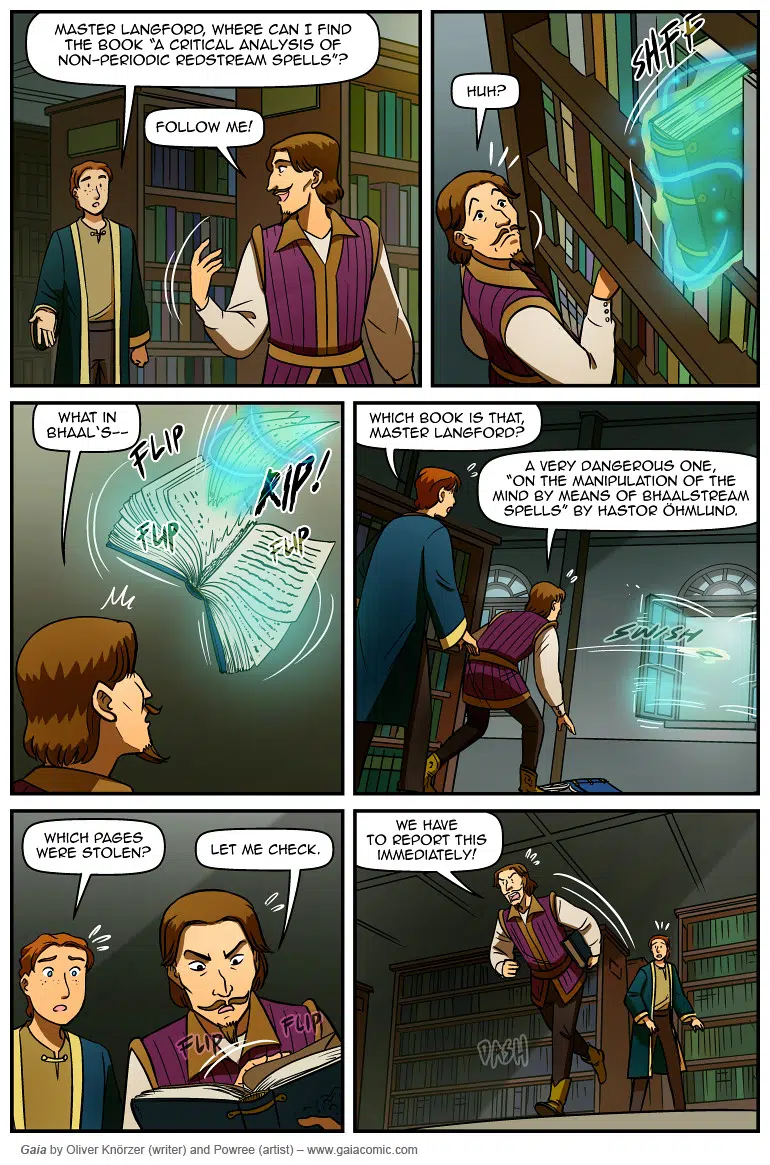 MASTER LANGFORD, WHERE CAN I FIND
THE BOOK "A CRITICAL ANALYSIS OF
NON-PERIODIC REDSTREAM SPELLS"?
FOLLOW ME!
SHFF
HUH?
WHAT IN
BHAAL'S--
FLIP
RIP!
FLIP
FLIP
WHICH BOOK IS THAT,
MASTER LANGFORD?
A VERY DANGEROUS ONE,
"ON THE MANIPULATION OF THE
MIND BY MEANS OF BHAALSTREAM
SPELLS" BY HASTOR ÖHMLUND.
SWISH
WHICH PAGES
WERE STOLEN?
LET ME CHECK.
FLIP
FLIP
WE HAVE
TO REPORT THIS
IMMEDIATELY!
DASH
Gaia by Oliver Knörzer (writer) and Powree (artist) – www.gaiacomic.com